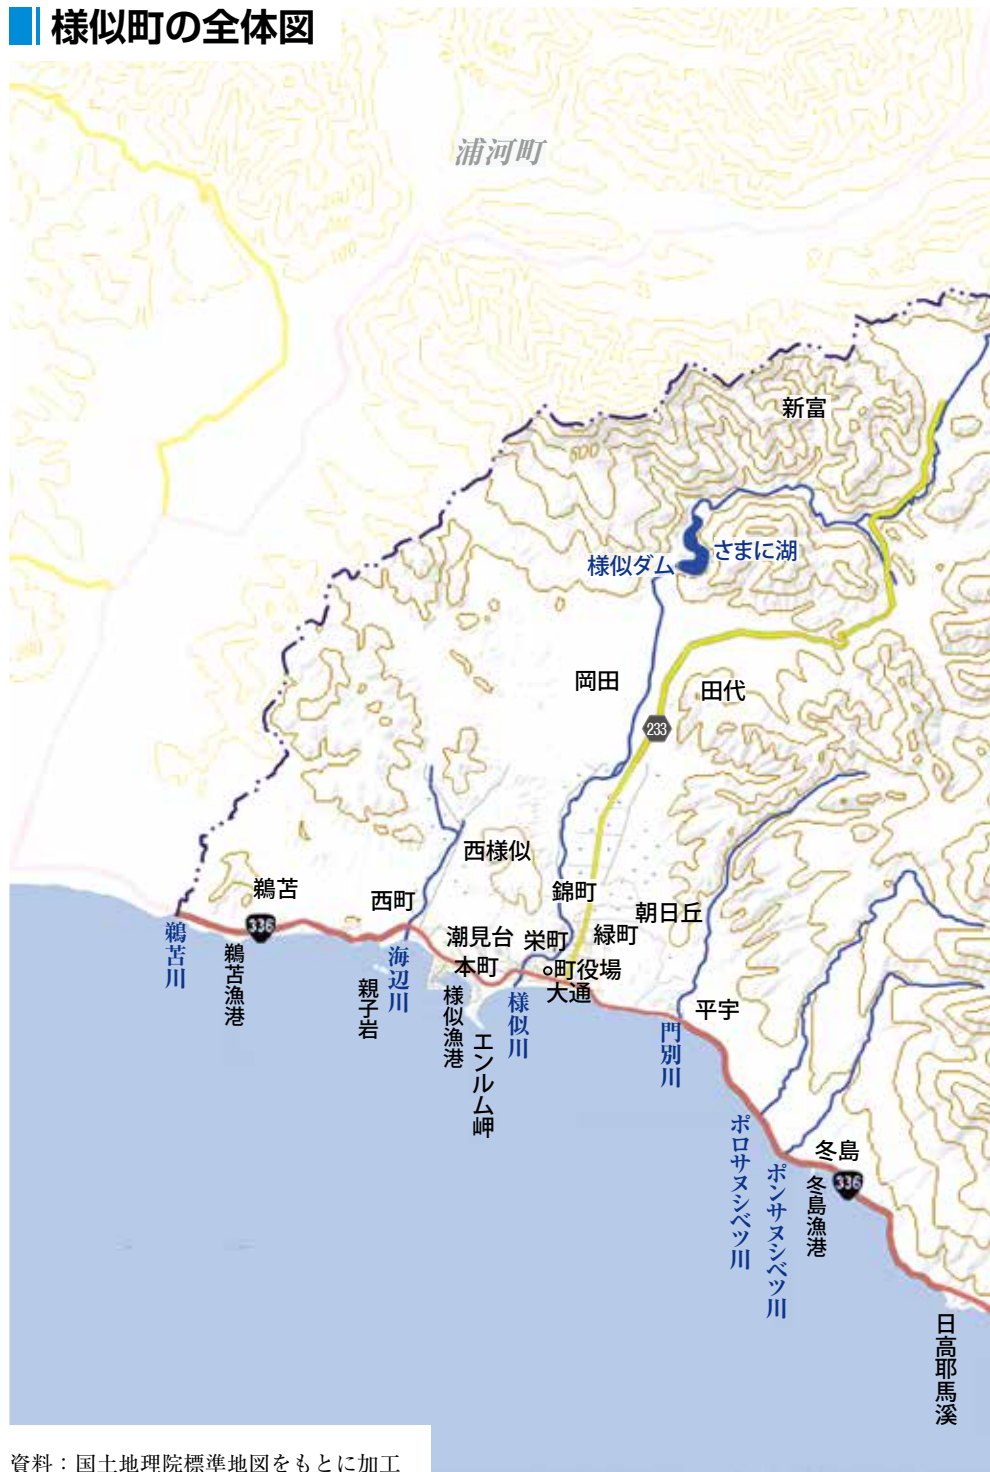 様似町の全体図
浦河町
新富
600
さまに湖
様似ダム
岡田
田代
233
西様似
鵜苫
西町
錦町
朝日丘
336
潮見台
栄町
緑町
本町
町役場
大通
鵜苫川
鵜苫漁港
親子岩
海辺川
様似漁港
エンルム岬
様似川
門別川
平宇
ポロサヌシベツ川
ポンサヌシベツ川
冬島
336
冬島漁港
日高耶馬溪
資料：国土地理院標準地図をもとに加工